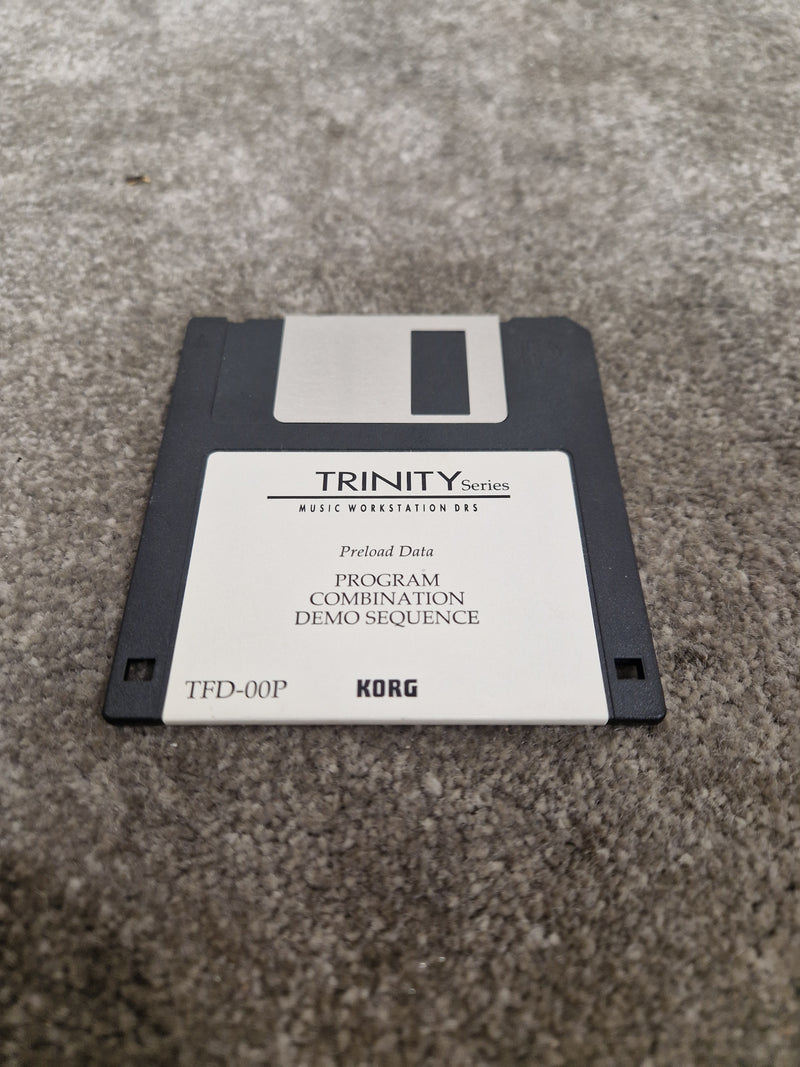 TRINITY Series
MUSIC WORKSTATION DRS
Preload Data
PROGRAM
COMBINATION
DEMO SEQUENCE
TFD-00P KORG